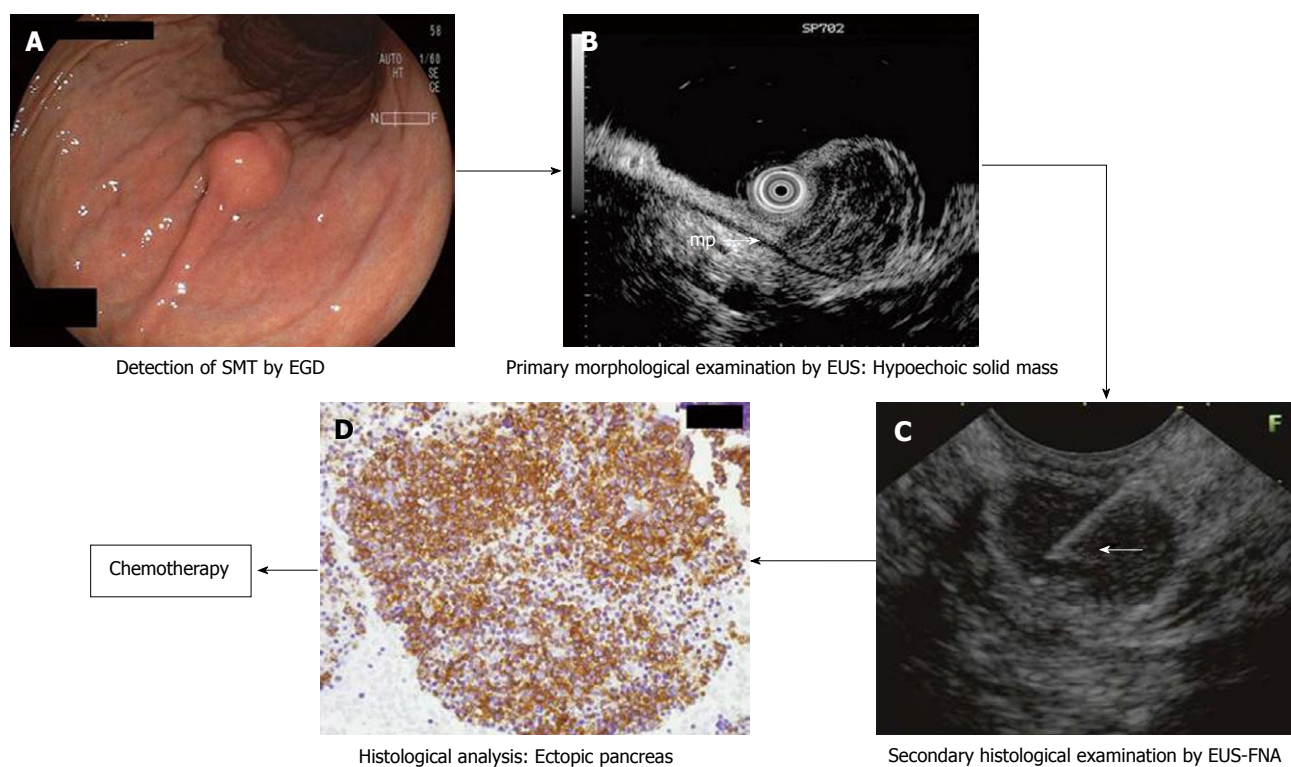 A
58
AUTO 1/60
HT SE
CE
N F
Detection of SMT by EGD
SP702
B
mp
Primary morphological examination by EUS: Hypoechoic solid mass
C
F
Secondary histological examination by EUS-FNA
D
Histological analysis: Ectopic pancreas
Chemotherapy